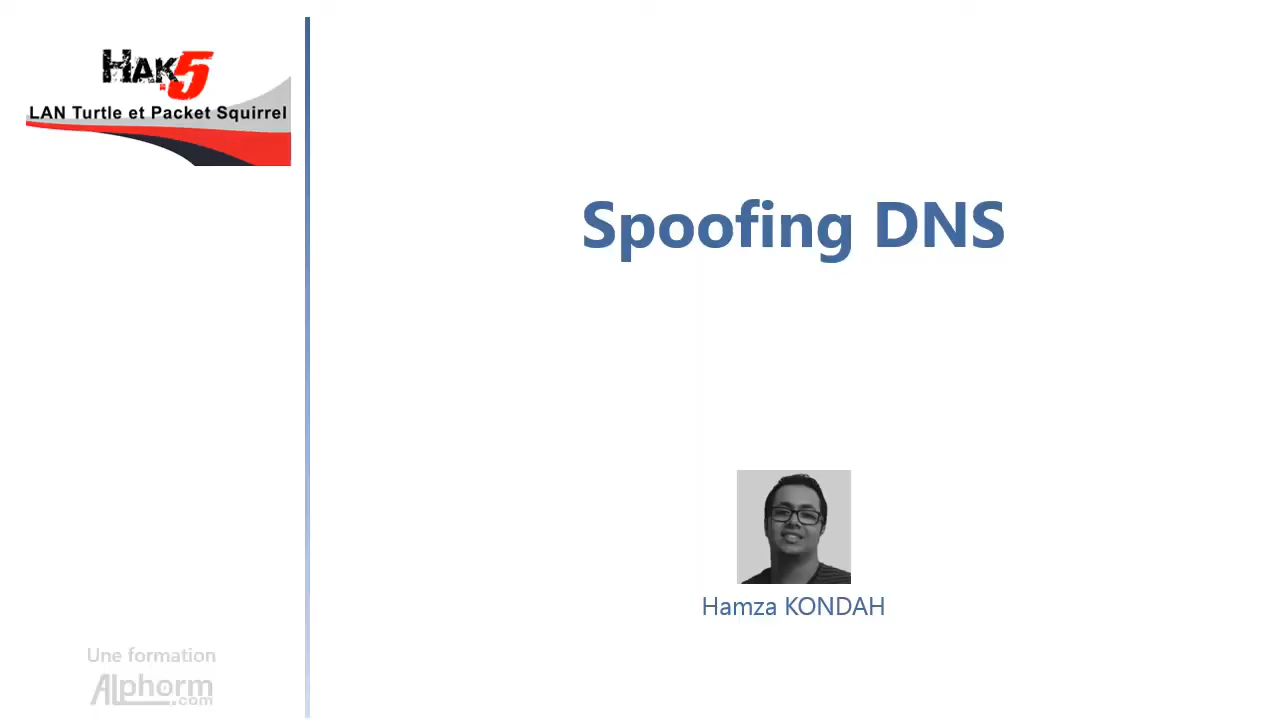 HAK5
LAN Turtle et Packet Squirrel
Spoofing DNS
Hamza KONDAH
Une formation
Alphorm
.com